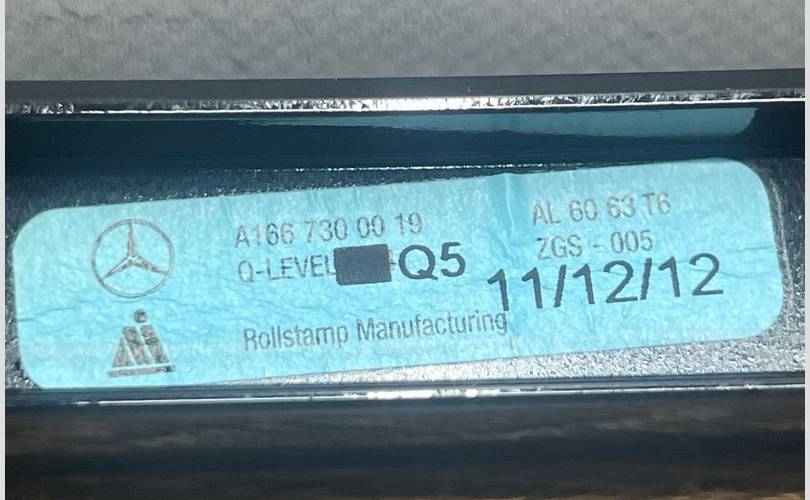 A166 730 00 19
Q-LEVEL Q5
Rollstamp Manufacturing
AL 60 63 T6
ZGS - 005
11/12/12